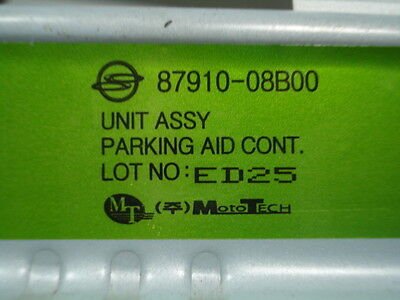 87910-08B00
UNIT ASSY
PARKING AID CONT.
LOT NO: ED25
MT (주) MOTOTECH